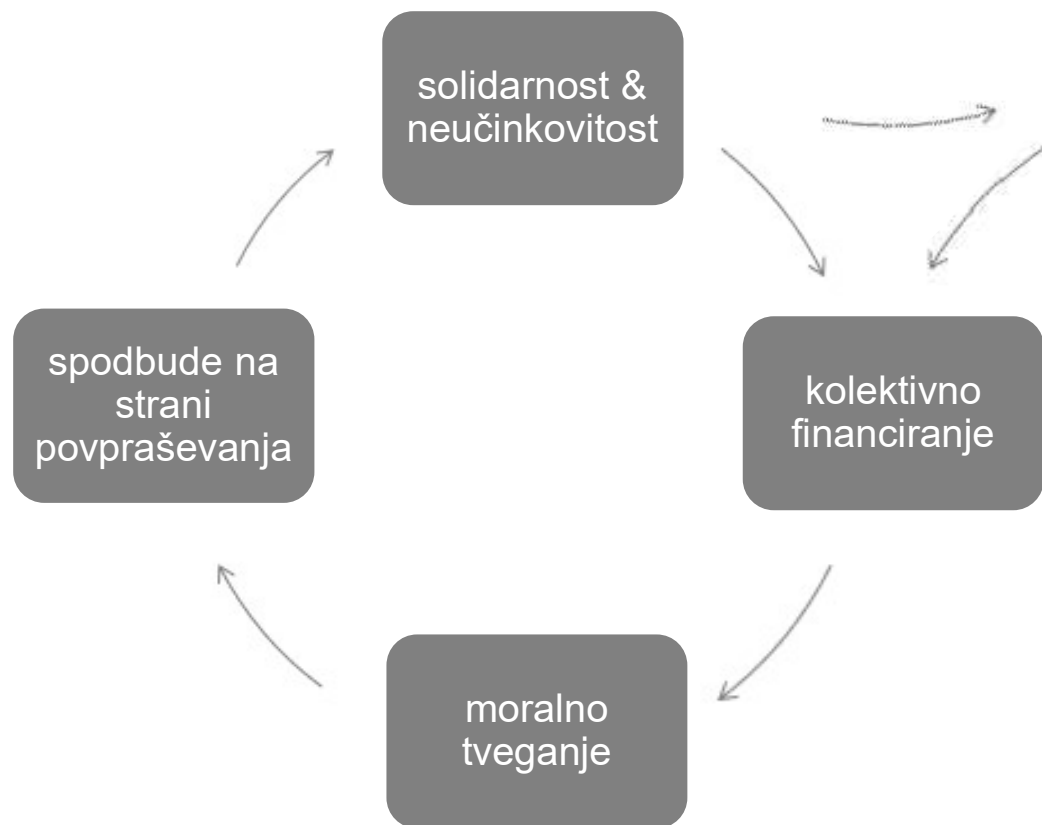 solidarnost &
neučinkovitost
spodbude na
strani
povpraševanja
kolektivno
financiranje
moralno
tveganje